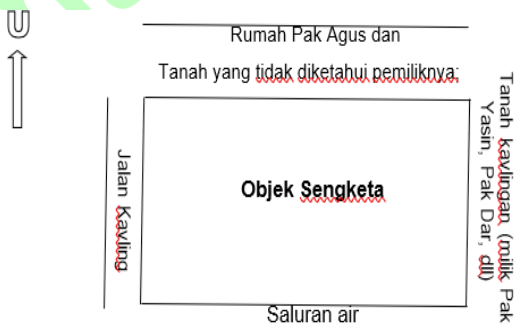 U
Rumah Pak Agus dan
Tanah yang tidak diketahui pemiliknya;
Jalan Kavling
Objek Sengketa
Tanah kavlingan (milik Pak
Yasin, Pak Dar, dll)
Saluran air